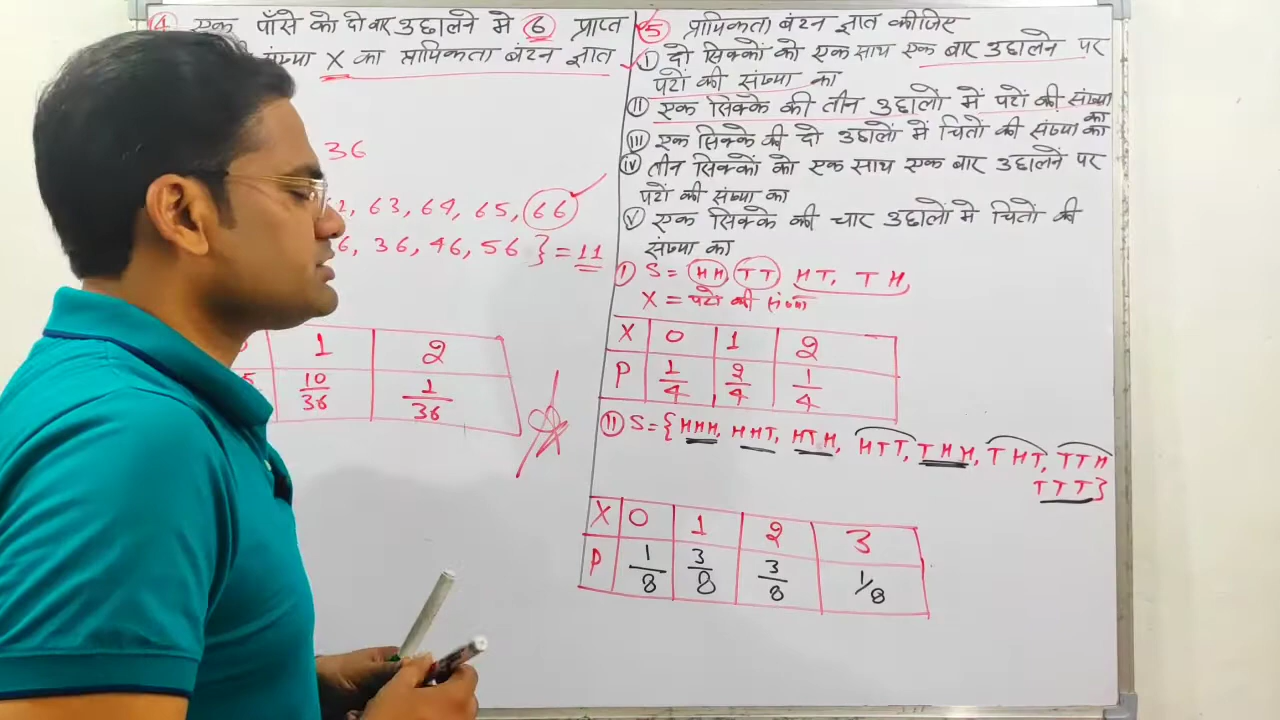 ④ एक पाँसे को दो बार उछालने मे 6 प्राप्त
संख्या X का प्रायिकता बंटन ज्ञात
36
62, 63, 64, 65, 66
36, 46, 56 } = 11
1 2
10/36 1/36
⑤ प्रायिकता बंटन ज्ञात कीजिए
Ⓘ दो सिक्कों को एक साथ एक बार उछालने पर
पटों की संख्या का
Ⅱ एक सिक्के की तीन उछालों में पटों की संख्या का
Ⅲ एक सिक्के की दो उछालों में चितों की संख्या का
Ⅳ तीन सिक्कों को एक साथ एक बार उछालने पर
पटों की संख्या का
Ⅴ एक सिक्के की चार उछालों मे चितों की
संख्या का
Ⓘ S = HH TT HT, TH,
X = पटो की संख्या
X 0 1 2
P 1/4 2/4 1/4
Ⅱ S = { HHH, HHT, HTH, HTT, THH, THT, TTH
TTT}
X 0 1 2 3
P 1/8 3/8 3/8 1/8